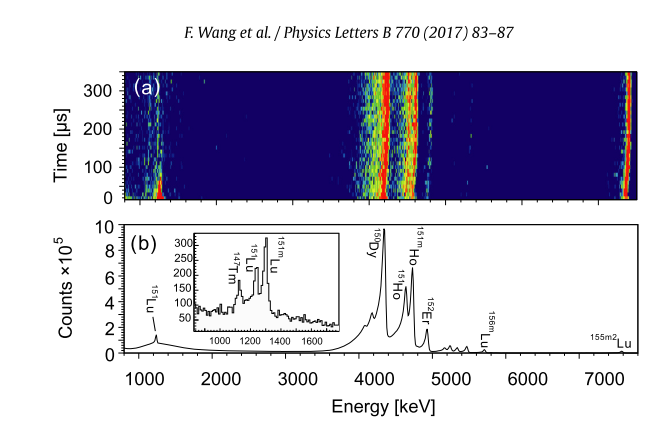 F. Wang et al. / Physics Letters B 770 (2017) 83–87
(a)
Time [μs]
300
200
100
0
(b)
Counts ×10⁵
10
8
6
4
2
0
¹⁵¹Lu
300
250
200
150
100
50
¹⁴⁷Tm
¹⁵¹Lu
¹⁵¹ᵐLu
1000 1200 1400 1600
¹⁵⁰Dy
¹⁵¹Ho
¹⁵¹ᵐHo
¹⁵²Er
¹⁵⁶ᵐLu
¹⁵⁵ᵐ²Lu
1000 2000 3000 4000 5000 6000 7000
Energy [keV]